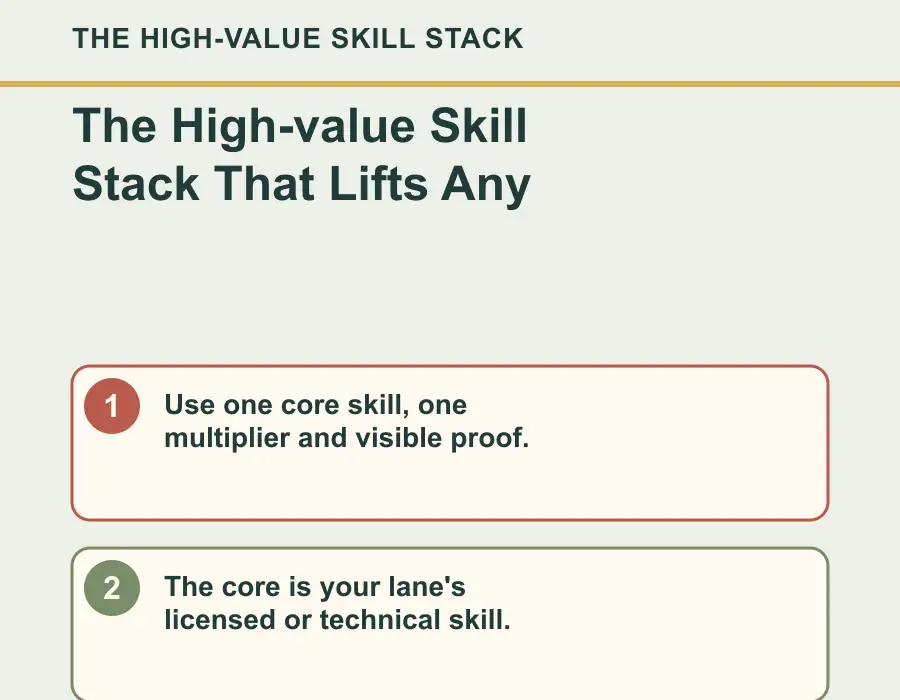 THE HIGH-VALUE SKILL STACK
The High-value Skill
Stack That Lifts Any
1
Use one core skill, one
multiplier and visible proof.
2
The core is your lane's
licensed or technical skill.